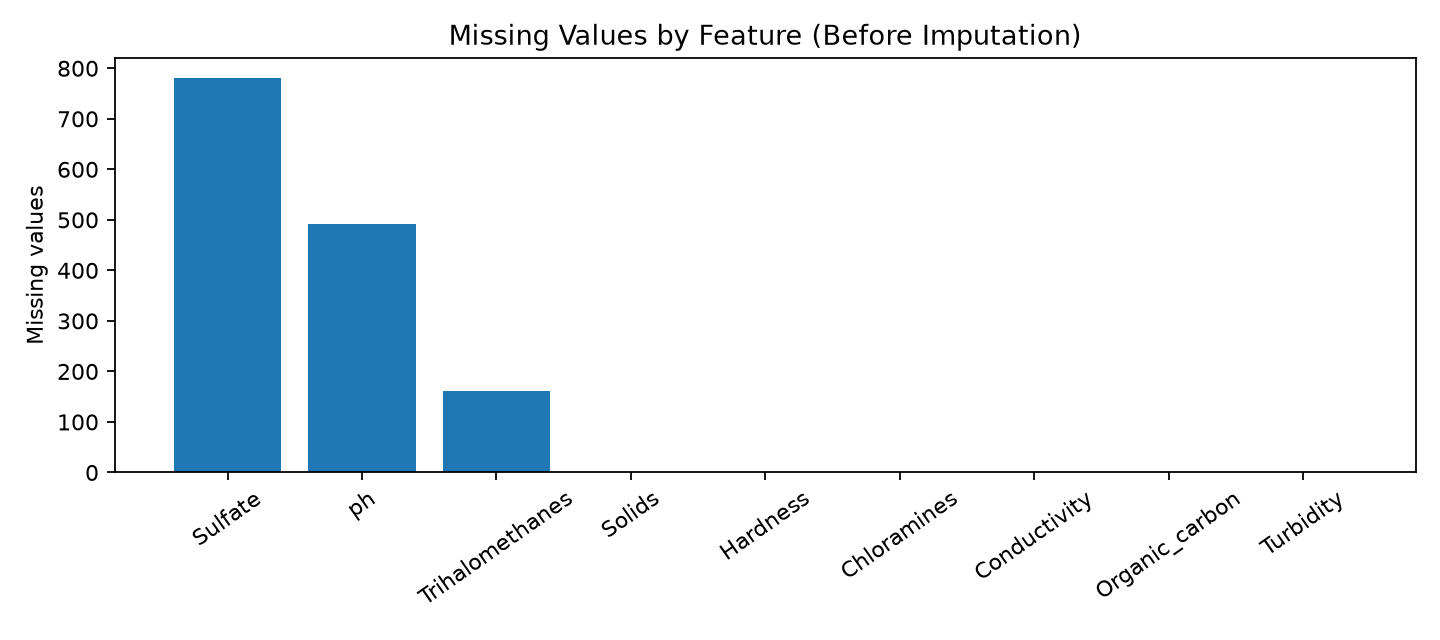 Missing Values by Feature (Before Imputation)
Missing values
800
700
600
500
400
300
200
100
0
Sulfate
ph
Trihalomethanes
Solids
Hardness
Chloramines
Conductivity
Organic_carbon
Turbidity